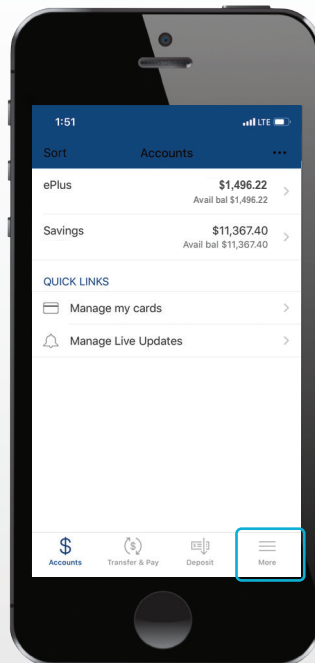 1:51 LTE
Sort Accounts
ePlus $1,496.22
Avail bal $1,496.22
Savings $11,367.40
Avail bal $11,367.40
QUICK LINKS
Manage my cards
Manage Live Updates
Accounts Transfer & Pay Deposit More